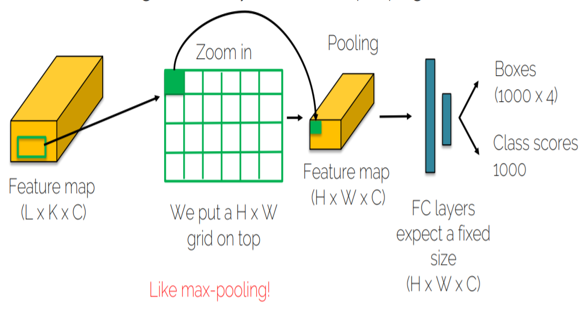 Zoom in
Pooling
Feature map
(L x K x C)
We put a H x W
grid on top
Like max-pooling!
Feature map
(H x W x C)
FC layers
expect a fixed
size
(H x W x C)
Boxes
(1000 x 4)
Class scores
1000